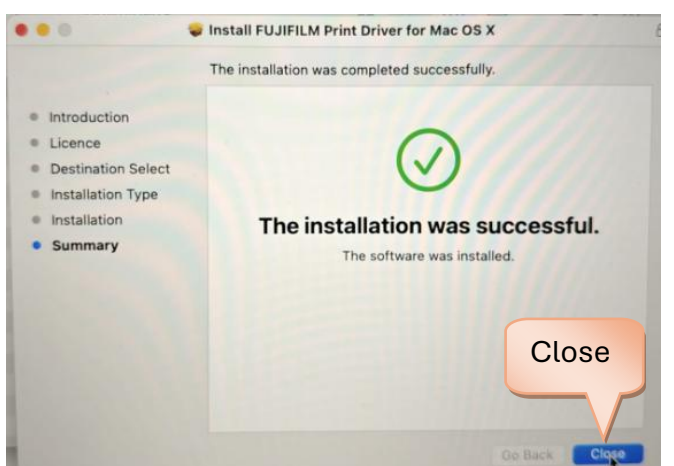 Install FUJIFILM Print Driver for Mac OS X
The installation was completed successfully.
Introduction
Licence
Destination Select
Installation Type
Installation
Summary
The installation was successful.
The software was installed.
Close
Go Back
Close